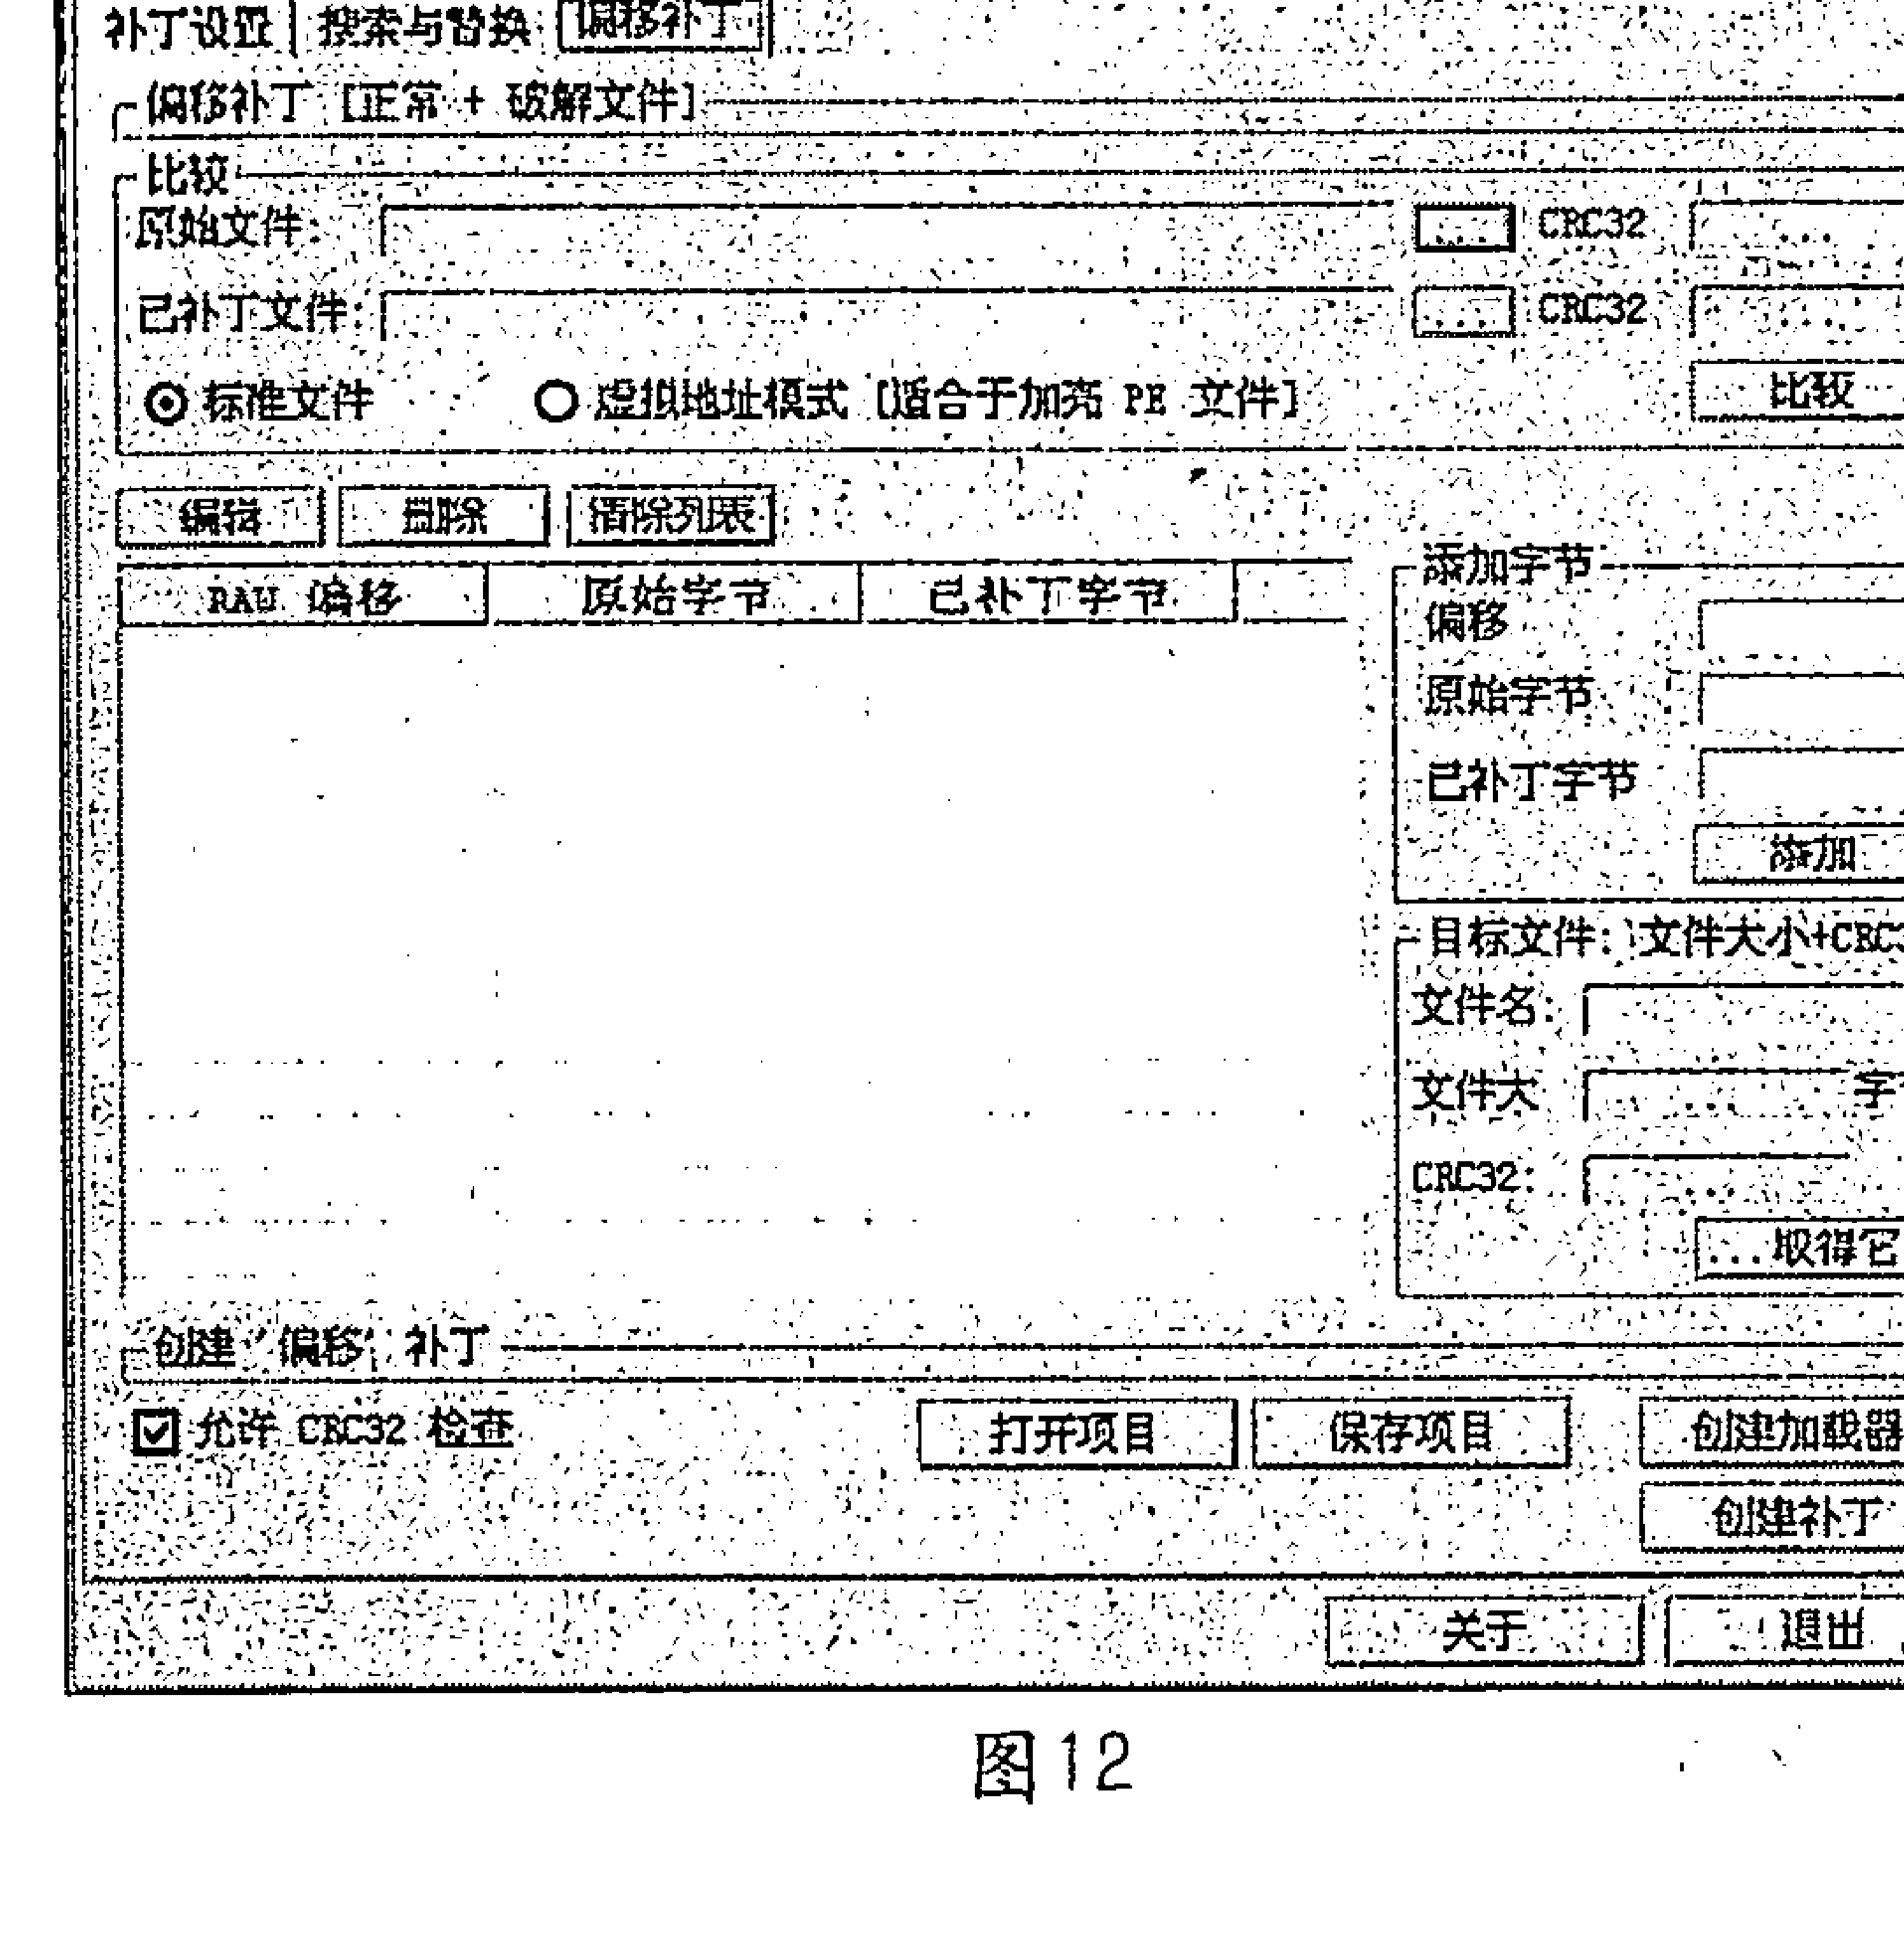 补丁设置 搜索与替换 偏移补丁
偏移补丁 [正常 + 破解文件]
比较
原始文件: ... CRC32 ...
已补丁文件: ... CRC32 ...
标准文件 虚拟地址模式 [适合于加亮 PE 文件] 比较
编辑 删除 清除列表
RAU 偏移 原始字节 已补丁字节
添加字节
偏移
原始字节
已补丁字节
添加
目标文件: 文件大小+CRC3
文件名:
文件大 ... 字
CRC32: ...
...取得它
创建 '偏移' 补丁
允许 CRC32 检查 打开项目 保存项目 创建加载器
创建补丁
关于 退出
图12